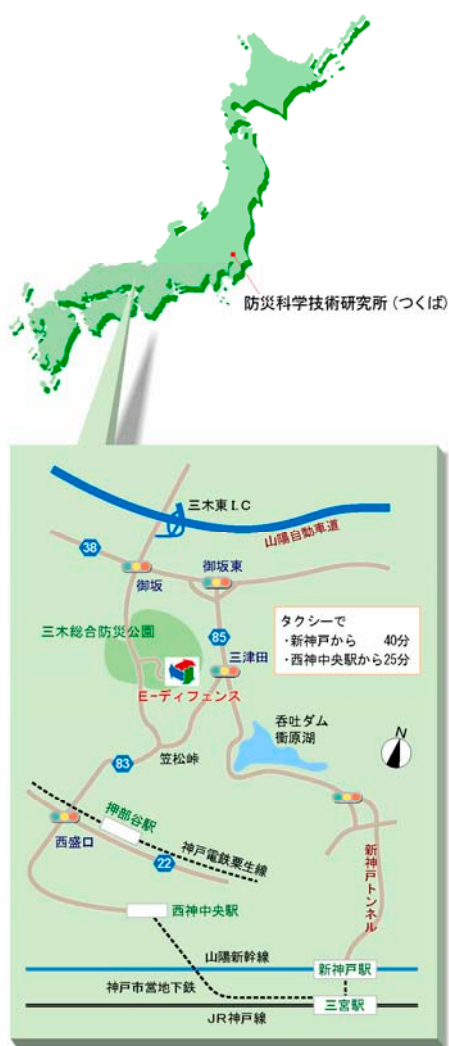 防災科学技術研究所（つくば）
三木東I.C
山陽自動車道
38
御坂
御坂東
三木総合防災公園
85
三津田
タクシーで
・新神戸から　　40分
・西神中央駅から25分
E-ディフェンス
呑吐ダム
衝原湖
N
笠松峠
83
押部谷駅
神戸電鉄粟生線
西盛口
22
新神戸トンネル
西神中央駅
山陽新幹線
新神戸駅
神戸市営地下鉄
三宮駅
JR神戸線